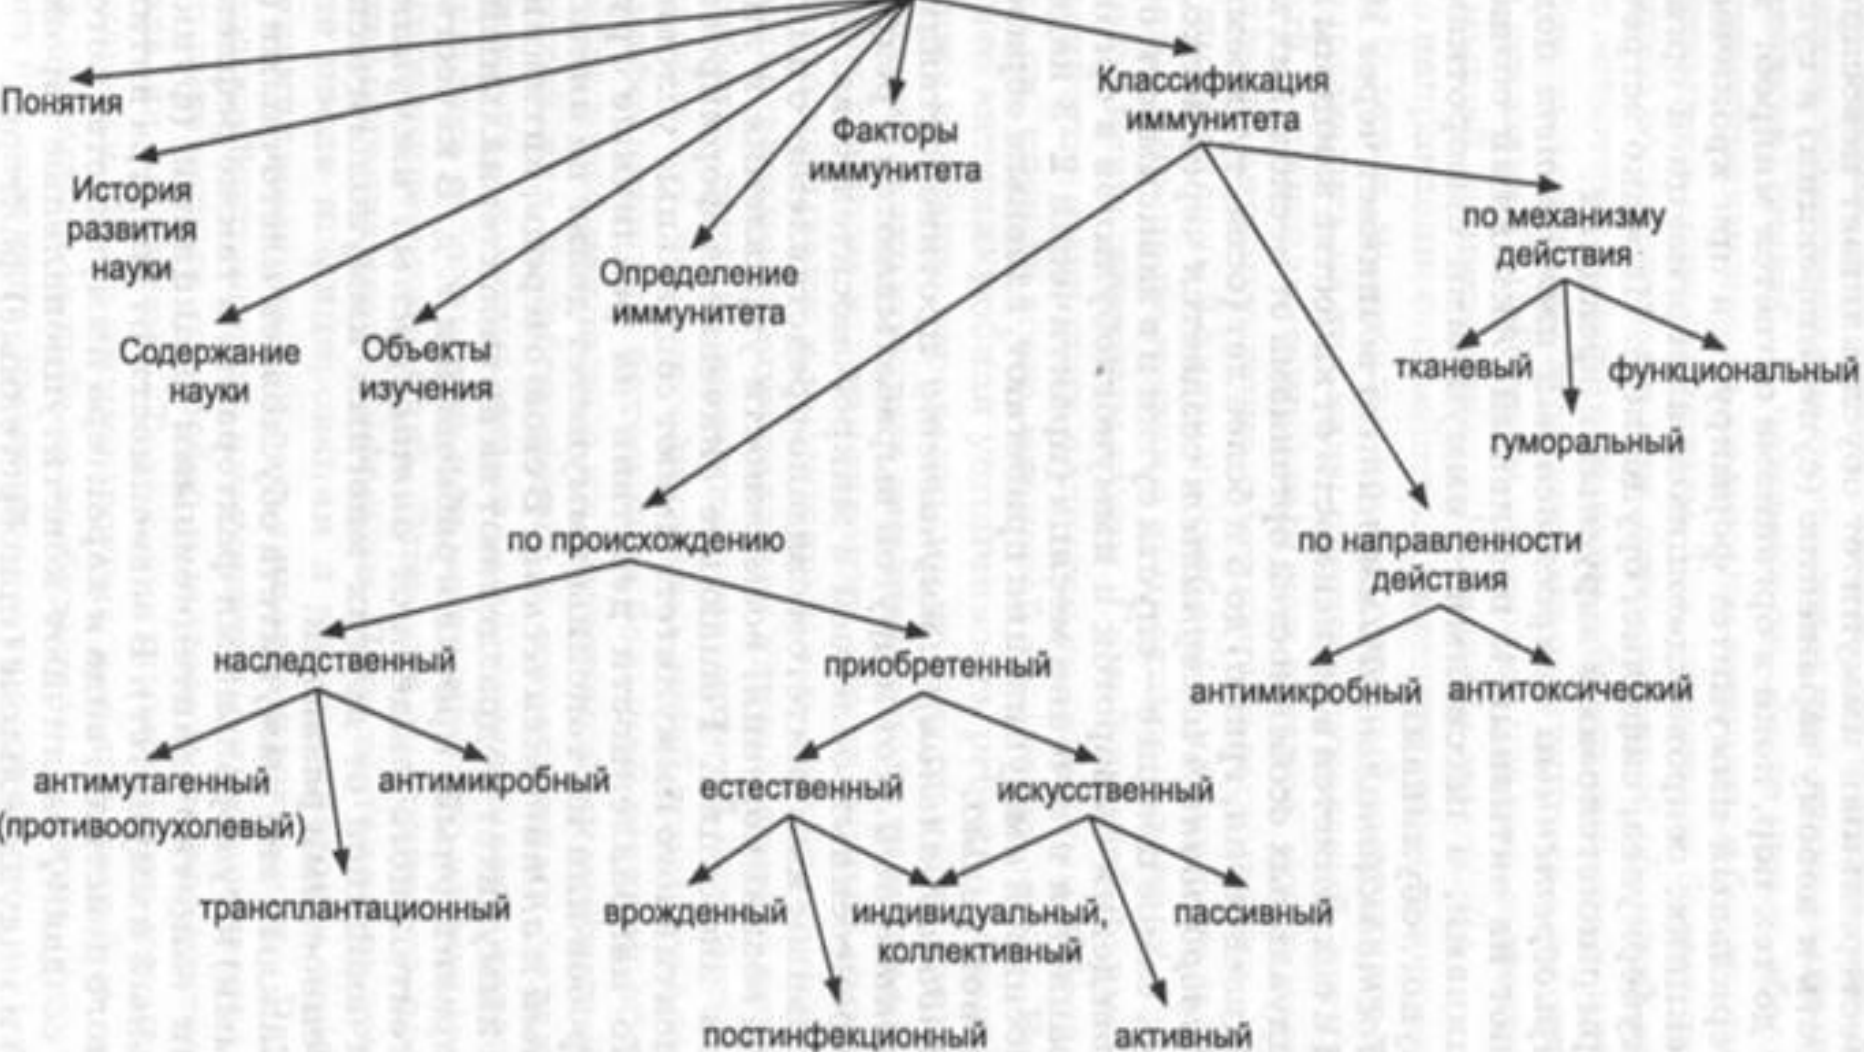 Понятия
История
развития
науки
Содержание
науки
Объекты
изучения
Определение
иммунитета
Факторы
иммунитета
Классификация
иммунитета
по механизму
действия
тканевый
гуморальный
функциональный
по происхождению
по направленности
действия
антимикробный
антитоксический
наследственный
приобретенный
антимутагенный
(противоопухолевый)
трансплантационный
антимикробный
естественный
искусственный
врожденный
индивидуальный,
коллективный
пассивный
постинфекционный
активный